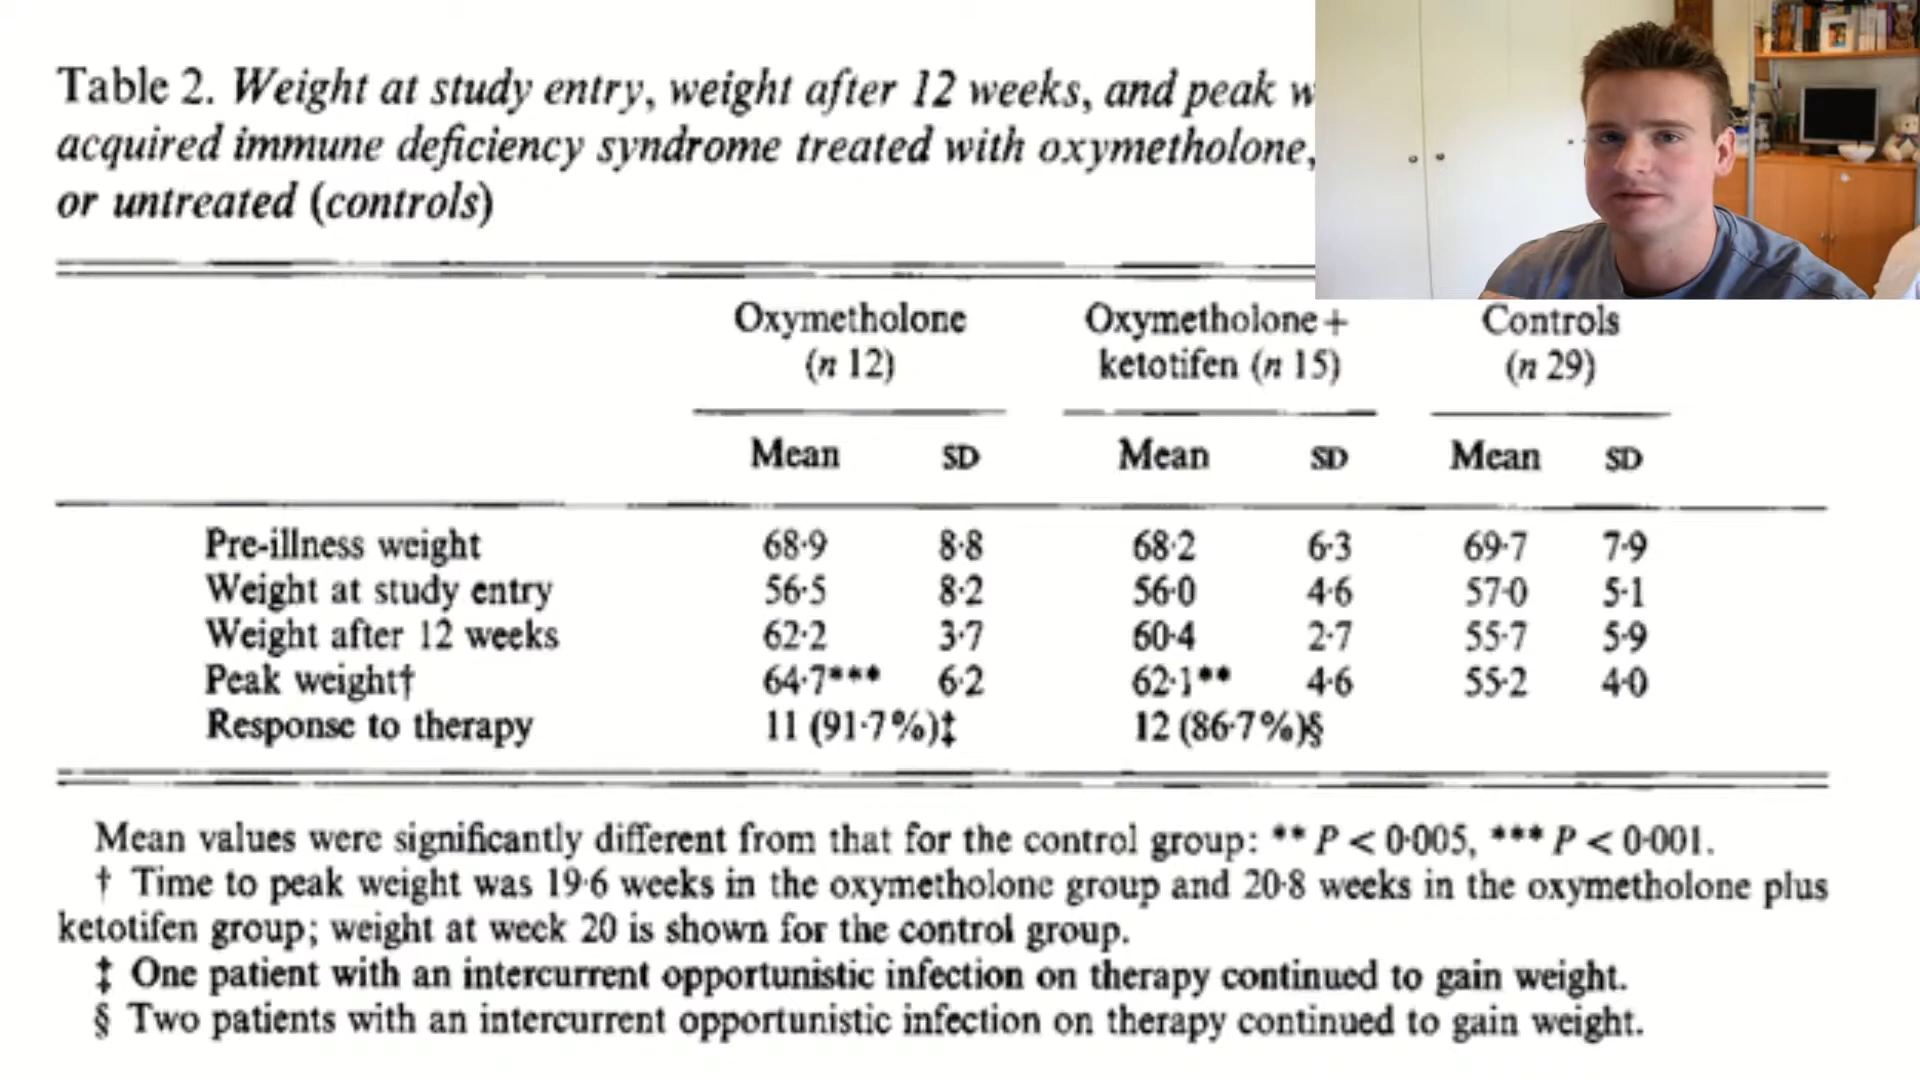 Table 2. Weight at study entry, weight after 12 weeks, and peak
acquired immune deficiency syndrome treated with oxymetholone,
or untreated (controls)
Oxymetholone Oxymetholone+ Controls
(n 12) ketotifen (n 15) (n 29)
Mean SD Mean SD Mean SD
Pre-illness weight 68·9 8·8 68·2 6·3 69·7 7·9
Weight at study entry 56·5 8·2 56·0 4·6 57·0 5·1
Weight after 12 weeks 62·2 3·7 60·4 2·7 55·7 5·9
Peak weight† 64·7*** 6·2 62·1** 4·6 55·2 4·0
Response to therapy 11 (91·7%)‡ 12 (86·7%)§
Mean values were significantly different from that for the control group: ** P < 0·005, *** P < 0·001.
† Time to peak weight was 19·6 weeks in the oxymetholone group and 20·8 weeks in the oxymetholone plus
ketotifen group; weight at week 20 is shown for the control group.
‡ One patient with an intercurrent opportunistic infection on therapy continued to gain weight.
§ Two patients with an intercurrent opportunistic infection on therapy continued to gain weight.